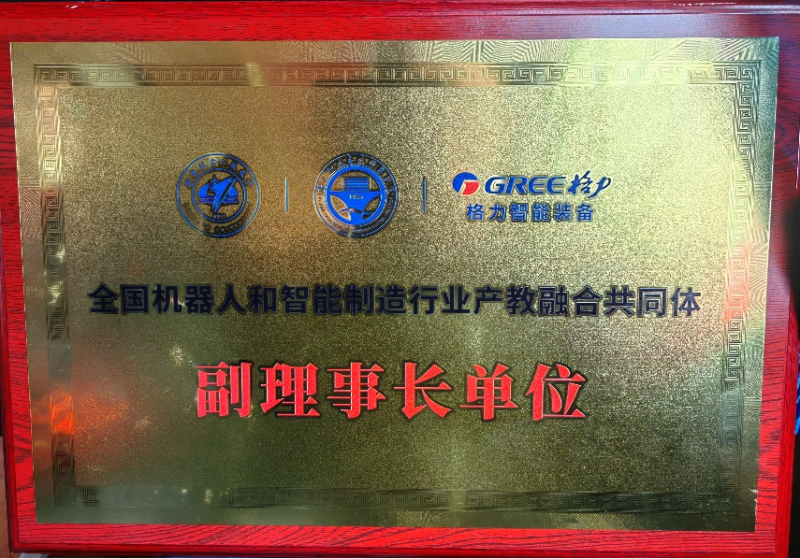 GREE格力
格力智能装备
全国机器人和智能制造行业产教融合共同体
副理事长单位